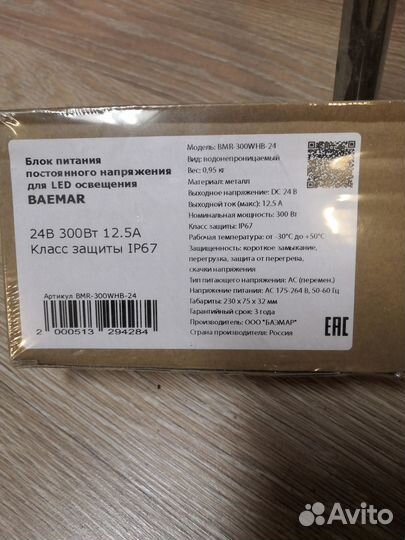 Блок питания
постоянного напряжения
для LED освещения
BAEMAR
24В 300Вт 12.5А
Класс защиты IP67
Артикул BMR-300WHB-24
2 000513 294284
Модель: BMR-300WHB-24
Вид: водонепроницаемый
Вес: 0,95 кг
Материал: металл
Выходное напряжение: DC 24 В
Выходной ток (макс): 12.5 А
Номинальная мощность: 300 Вт
Класс защиты: IP67
Рабочая температура: от -30°C до +50°C
Защищенность: короткое замыкание,
перегрузка, защита от перегрева,
скачки напряжения
Тип питающего напряжения: AC (перемен.)
Напряжение питания: AC 175-264 В, 50-60 Гц
Габариты: 230 x 75 x 32 мм
Гарантийный срок: 3 года
Производитель: ООО "БАЭМАР"
Страна производителя: Россия
EAC
Avito